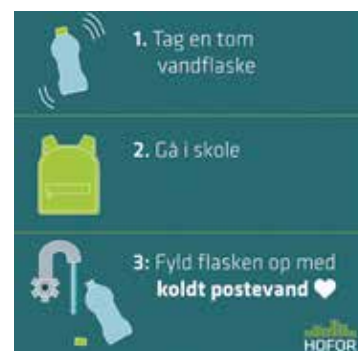 1. Tag en tom
vandflaske
2. Gå i skole
3: Fyld flasken op med
koldt postevand
HOFOR